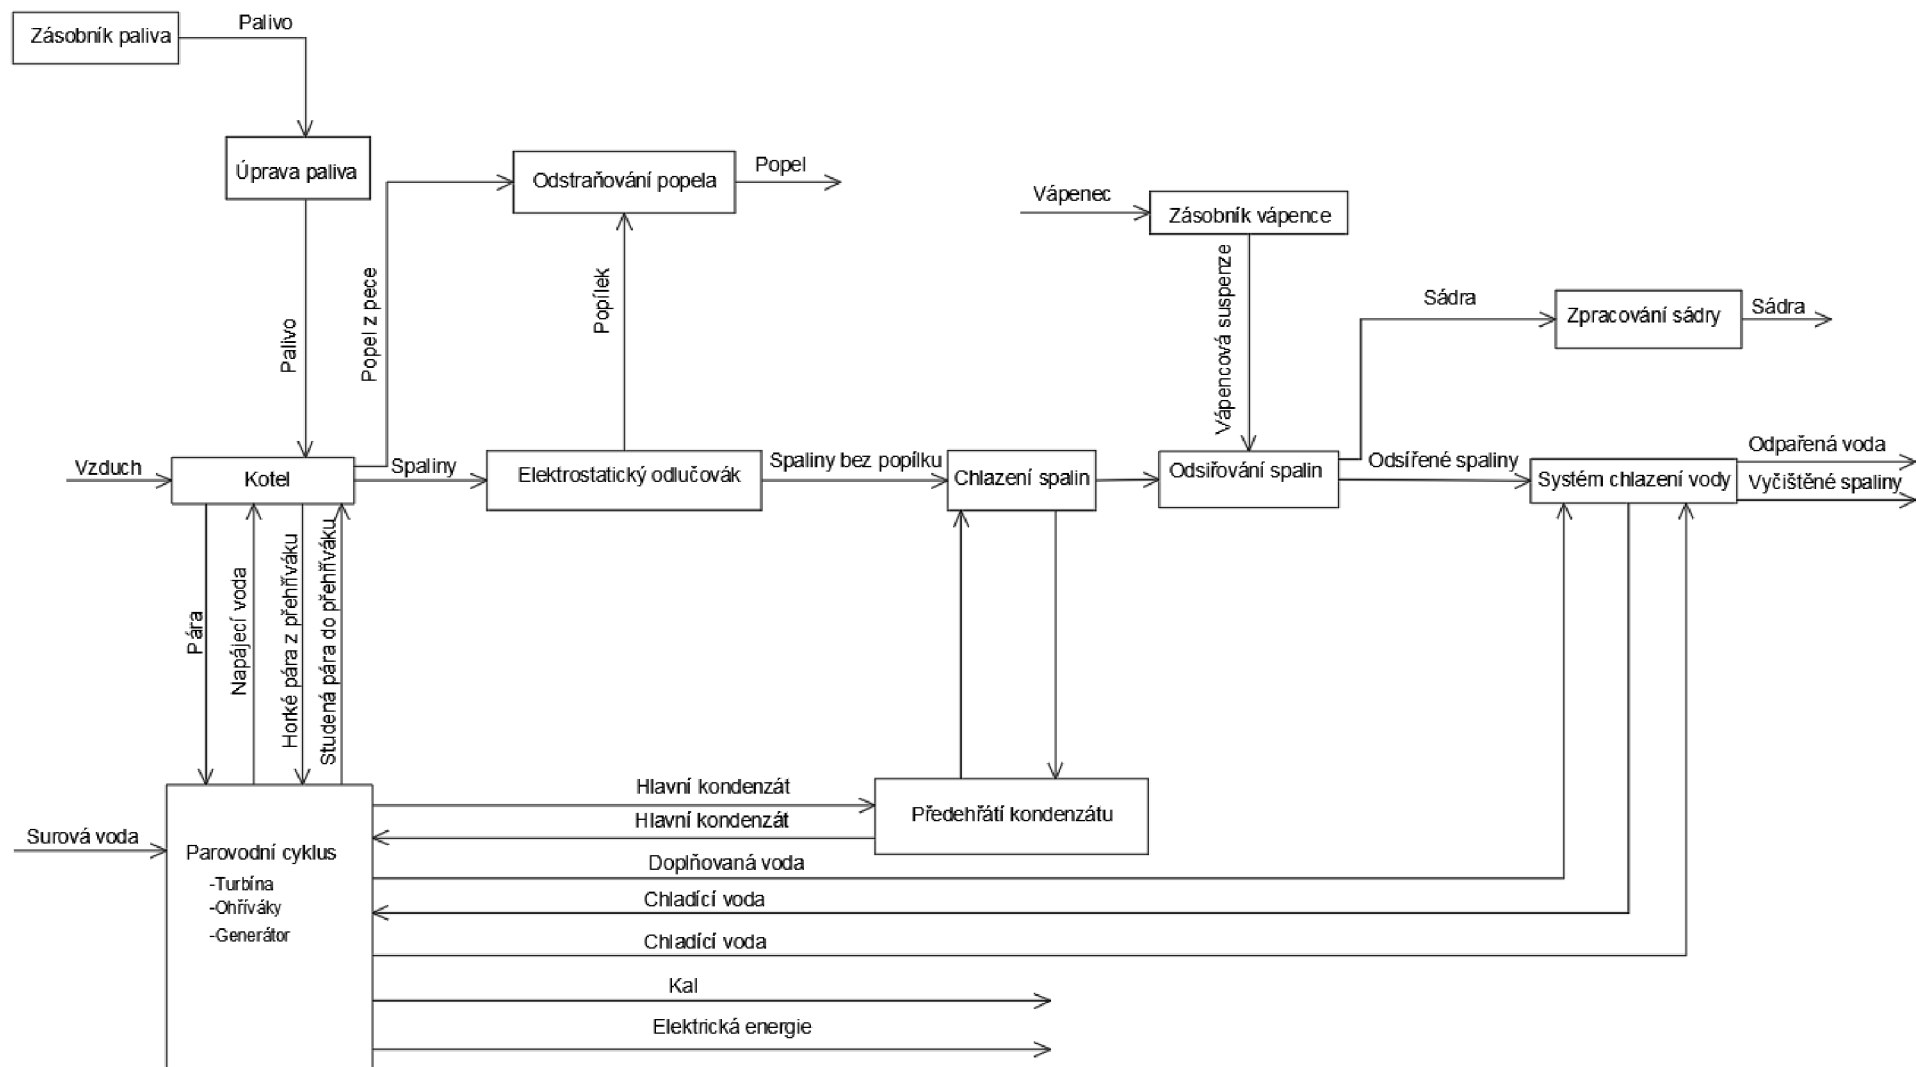 Palivo
Zásobník paliva
Úprava paliva
Odstraňování popela
Popel
Vápenec
Zásobník vápence
Palivo
Popel z pece
Popílek
Vápencová suspenze
Sádra
Zpracování sádry
Sádra
Vzduch
Kotel
Spaliny
Elektrostatický odlučovák
Spaliny bez popílku
Chlazení spalin
Odsiřování spalin
Odsířené spaliny
Systém chlazení vody
Odpařená voda
Vyčištěné spaliny
Pára
Napájecí voda
Horké pára z přehříváku
Studená pára do přehříváku
Hlavní kondenzát
Hlavní kondenzát
Předehřátí kondenzátu
Surová voda
Parovodní cyklus
-Turbína
-Ohříváky
-Generátor
Doplňovaná voda
Chladící voda
Chladící voda
Kal
Elektrická energie